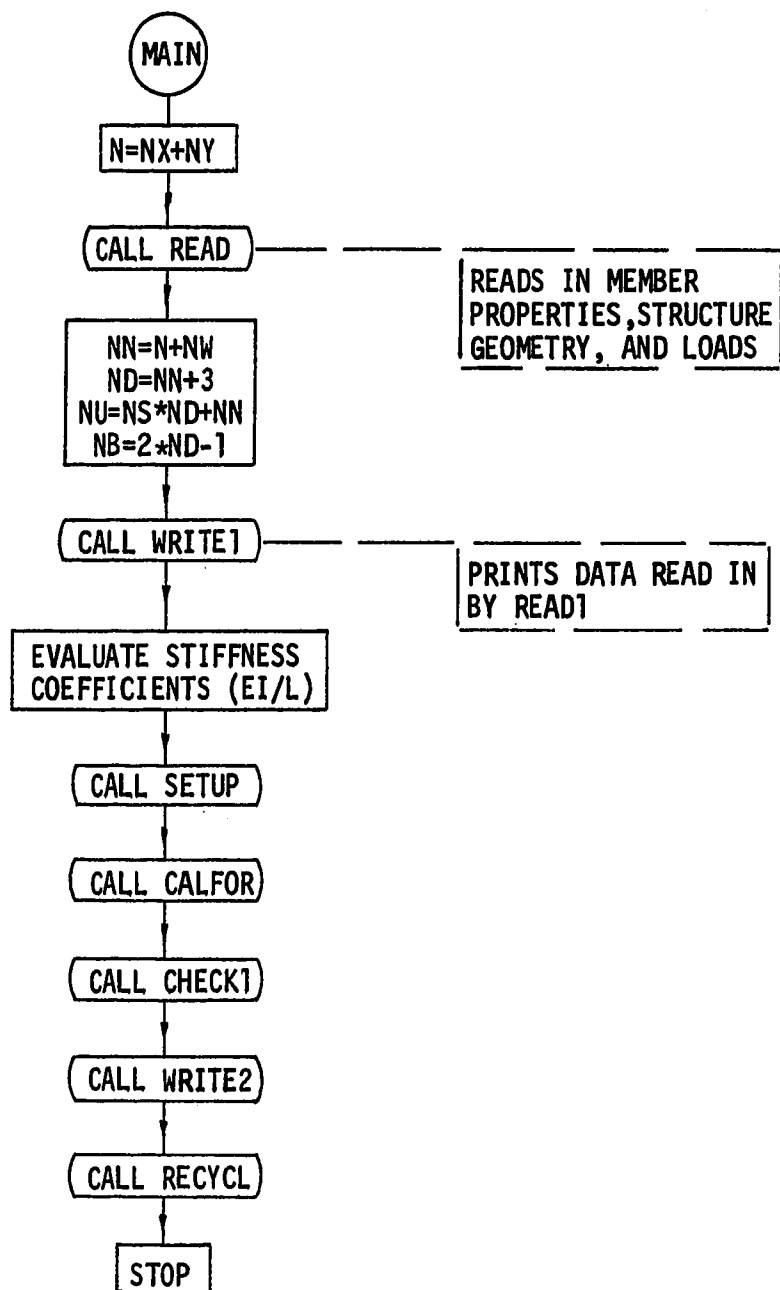 MAIN
N=NX+NY
CALL READ
READS IN MEMBER
PROPERTIES,STRUCTURE
GEOMETRY, AND LOADS
NN=N+NW
ND=NN+3
NU=NS*ND+NN
NB=2*ND-1
CALL WRITE1
PRINTS DATA READ IN
BY READ1
EVALUATE STIFFNESS
COEFFICIENTS (EI/L)
CALL SETUP
CALL CALFOR
CALL CHECK1
CALL WRITE2
CALL RECYCL
STOP